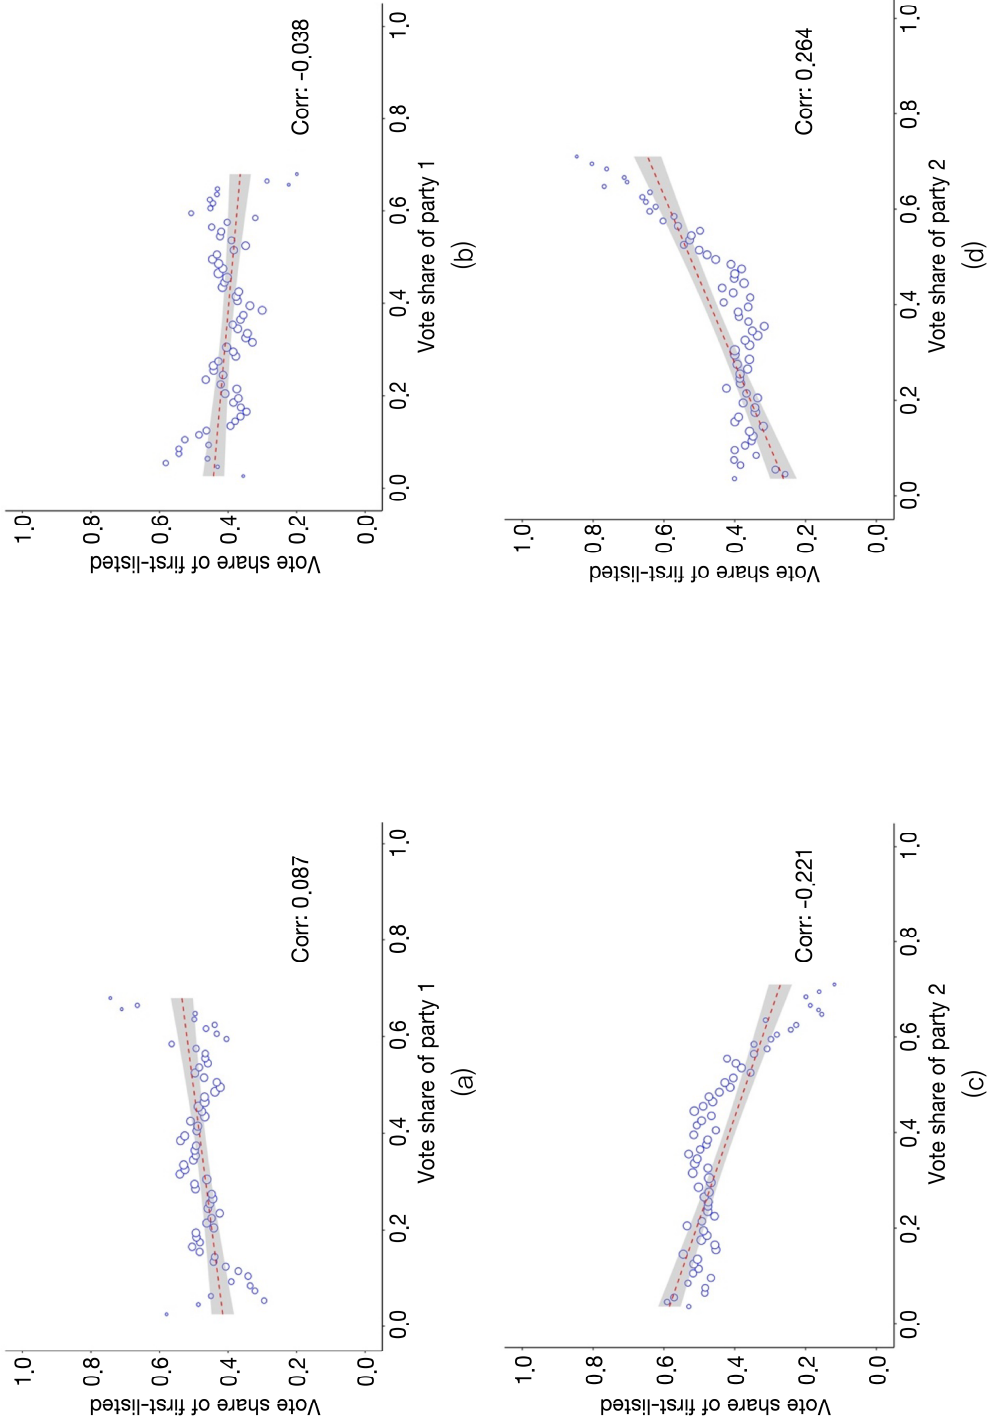 Vote share of first-listed
1.0
0.8
0.6
0.4
0.2
0.0
Corr: 0.087
0.0 0.2 0.4 0.6 0.8 1.0
Vote share of party 1
(a)
Vote share of first-listed
1.0
0.8
0.6
0.4
0.2
0.0
Corr: -0.038
0.0 0.2 0.4 0.6 0.8 1.0
Vote share of party 1
(b)
Vote share of first-listed
1.0
0.8
0.6
0.4
0.2
0.0
Corr: -0.221
0.0 0.2 0.4 0.6 0.8 1.0
Vote share of party 2
(c)
Vote share of first-listed
1.0
0.8
0.6
0.4
0.2
0.0
Corr: 0.264
0.0 0.2 0.4 0.6 0.8 1.0
Vote share of party 2
(d)